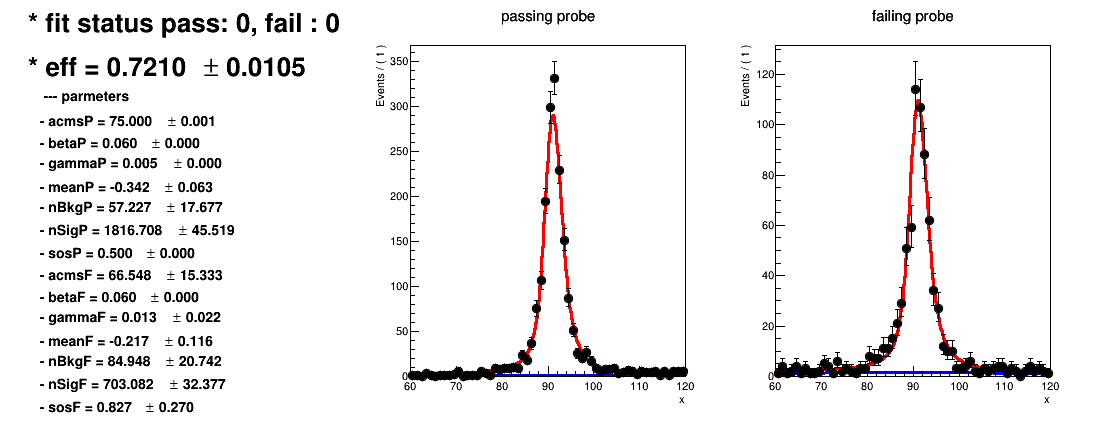 * fit status pass: 0, fail : 0
* eff = 0.7210 ± 0.0105
--- parmeters
- acmsP = 75.000 ± 0.001
- betaP = 0.060 ± 0.000
- gammaP = 0.005 ± 0.000
- meanP = -0.342 ± 0.063
- nBkgP = 57.227 ± 17.677
- nSigP = 1816.708 ± 45.519
- sosP = 0.500 ± 0.000
- acmsF = 66.548 ± 15.333
- betaF = 0.060 ± 0.000
- gammaF = 0.013 ± 0.022
- meanF = -0.217 ± 0.116
- nBkgF = 84.948 ± 20.742
- nSigF = 703.082 ± 32.377
- sosF = 0.827 ± 0.270
passing probe
Events / ( 1 )
350
300
250
200
150
100
50
0
60 70 80 90 100 110 120
x
failing probe
Events / ( 1 )
120
100
80
60
40
20
0
60 70 80 90 100 110 120
x